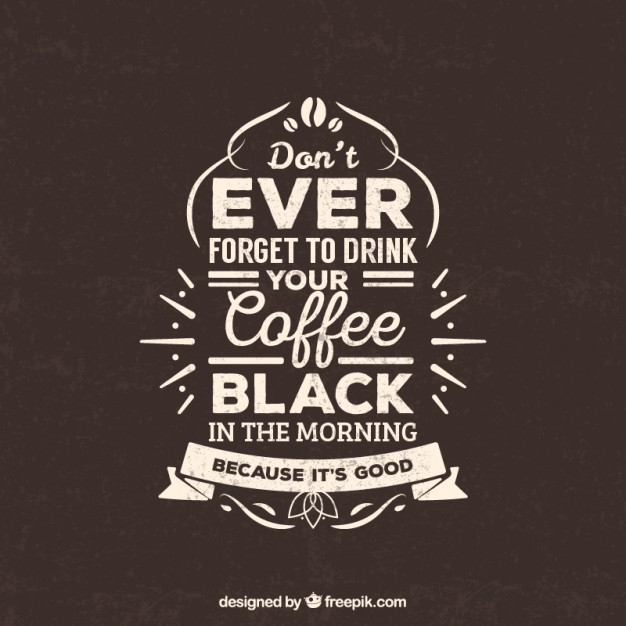 Don't
EVER
FORGET TO DRINK
YOUR
Coffee
BLACK
IN THE MORNING
BECAUSE IT'S GOOD
designed by freepik.com